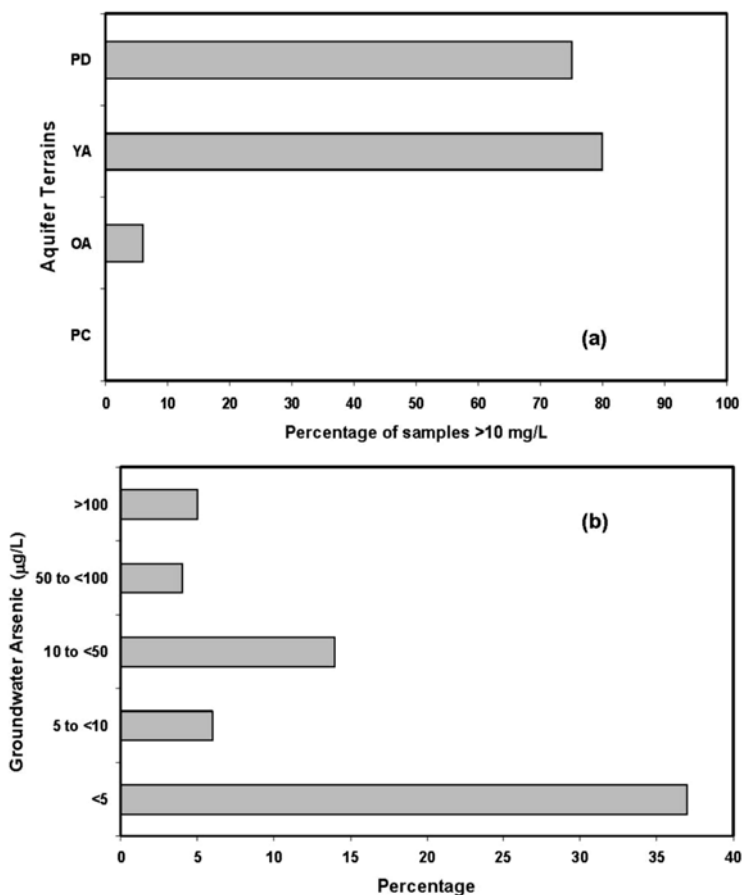 PD
YA
OA
PC
Aquifer Terrains
(a)
0 10 20 30 40 50 60 70 80 90 100
Percentage of samples >10 mg/L
>100
50 to <100
10 to <50
5 to <10
<5
Groundwater Arsenic (µg/L)
(b)
0 5 10 15 20 25 30 35 40
Percentage